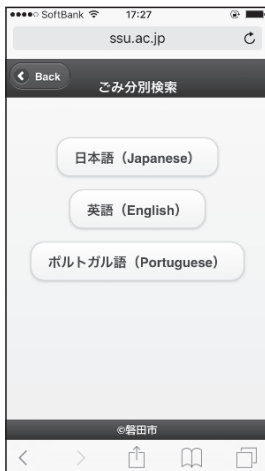 SoftBank 17:27
ssu.ac.jp
Back
ごみ分別検索
日本語（Japanese）
英語（English）
ポルトガル語（Portuguese）
©磐田市